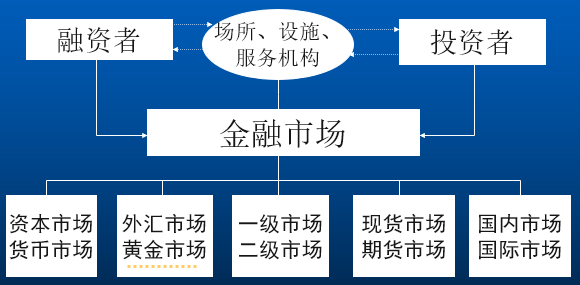 融资者
场所、设施、
服务机构
投资者
金融市场
资本市场
货币市场
外汇市场
黄金市场
一级市场
二级市场
现货市场
期货市场
国内市场
国际市场